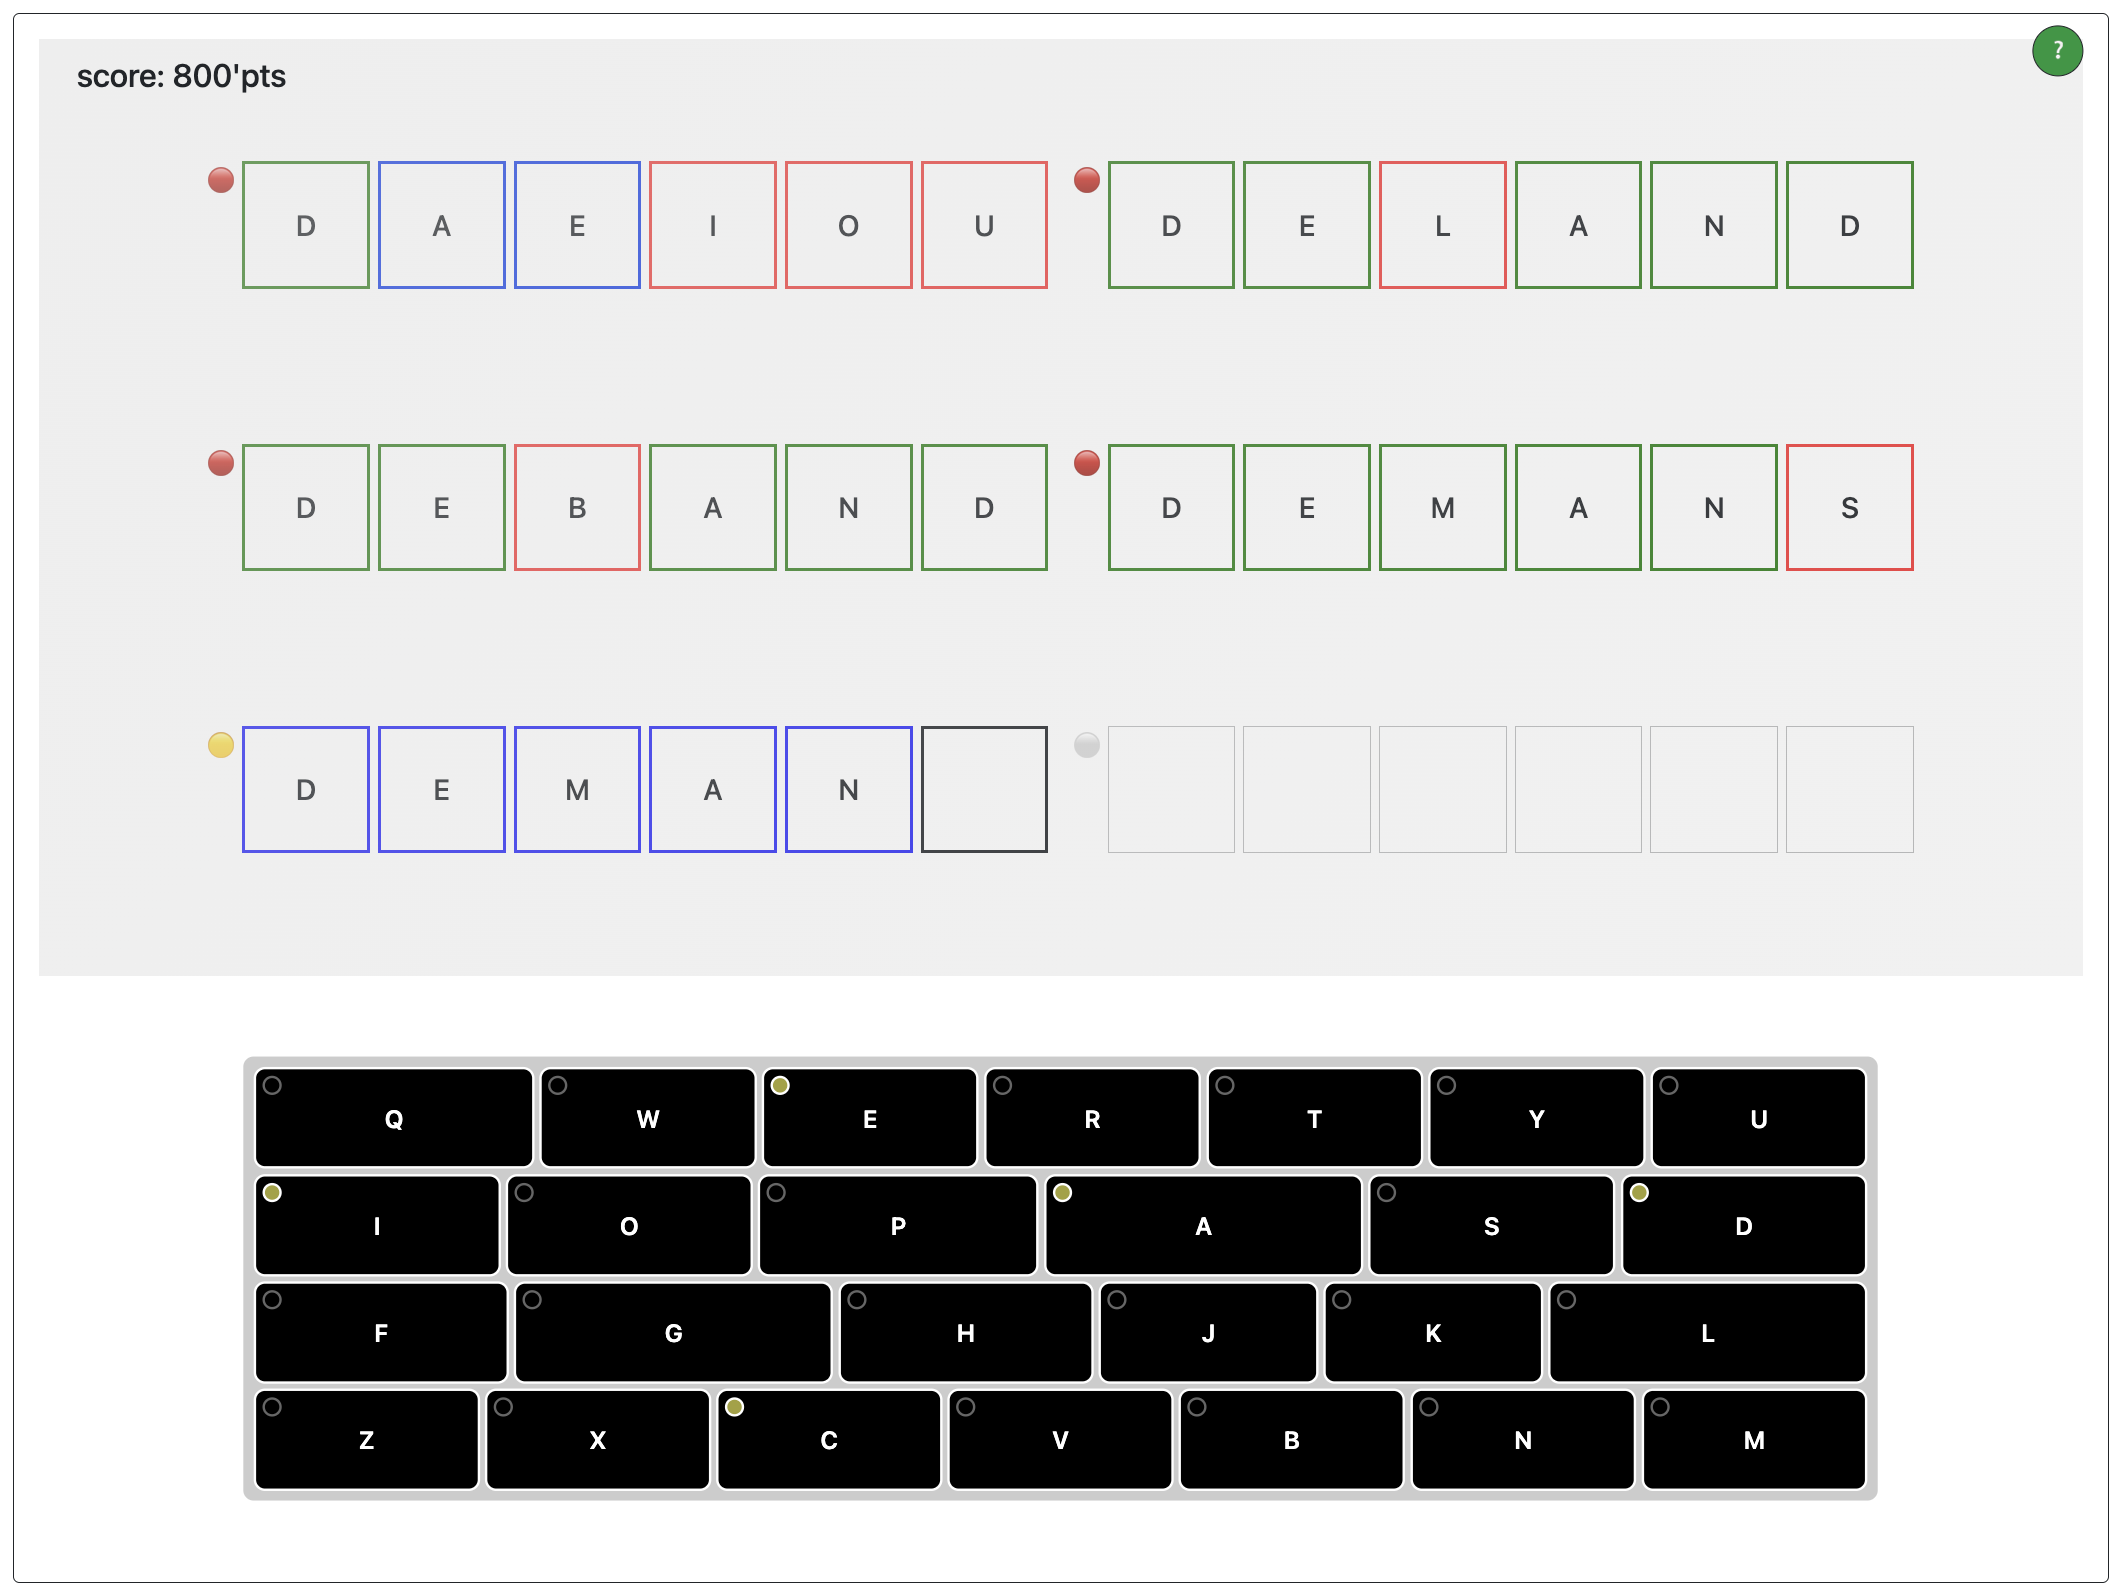 ?
score: 800'pts
D A E I O U
D E L A N D
D E B A N D
D E M A N S
D E M A N
Q W E R T Y U
I O P A S D
F G H J K L
Z X C V B N M